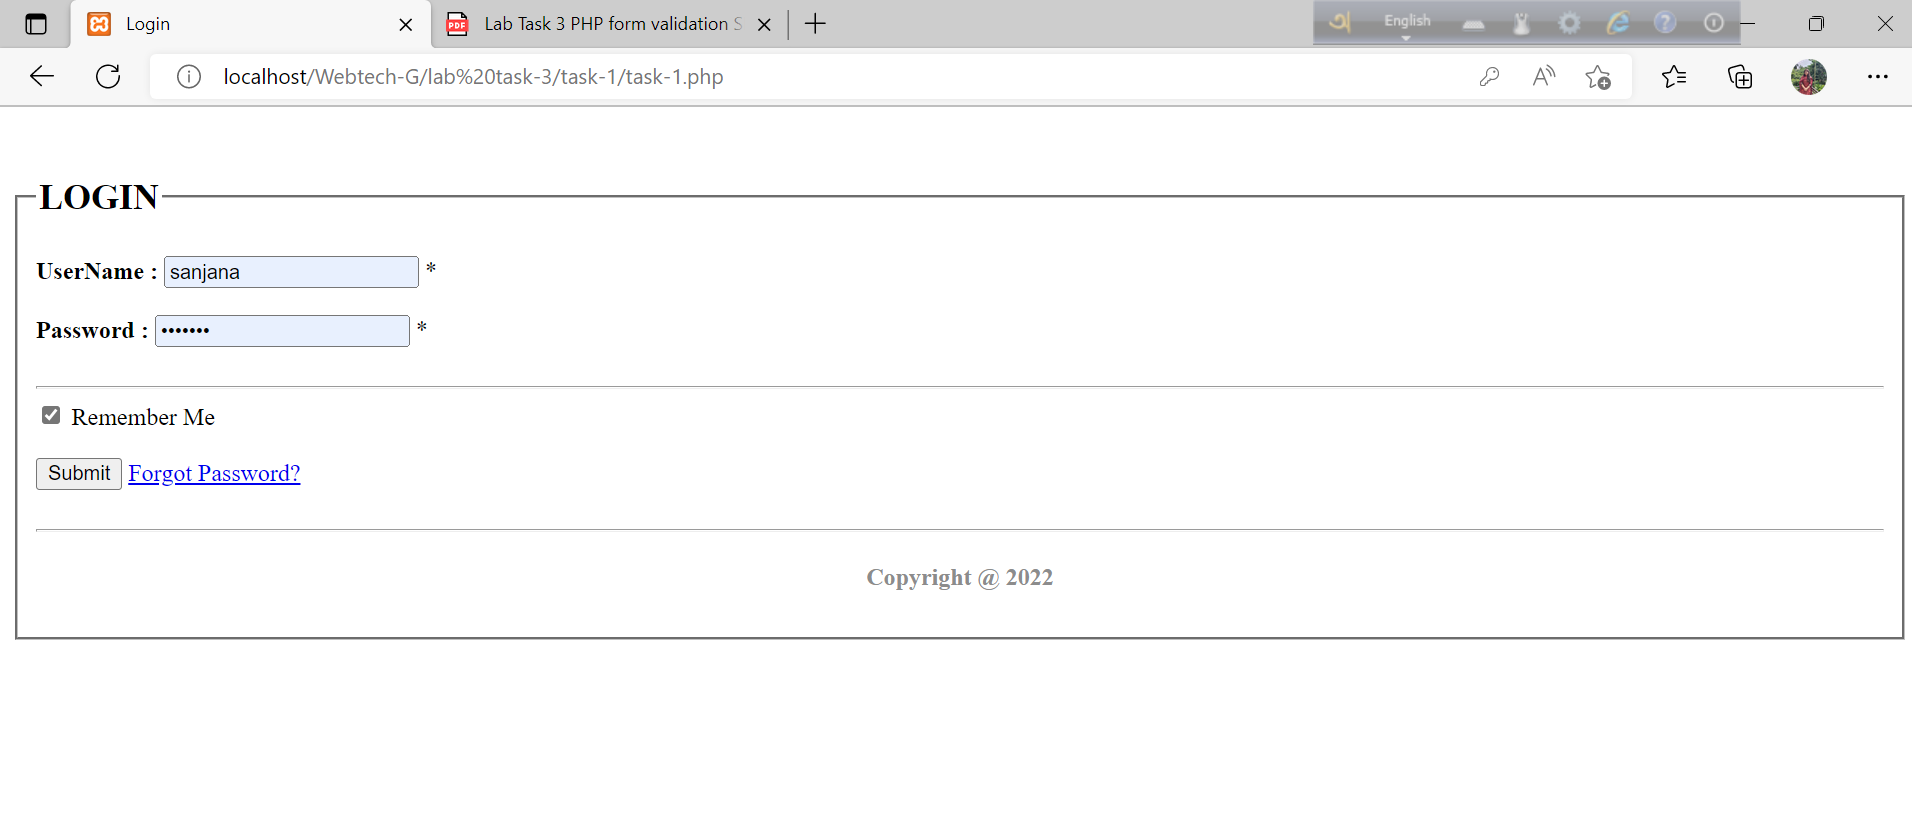 Login
Lab Task 3 PHP form validation S
English
localhost/Webtech-G/lab%20task-3/task-1/task-1.php
LOGIN
UserName : sanjana *
Password : ••••••• *
Remember Me
Submit Forgot Password?
Copyright @ 2022